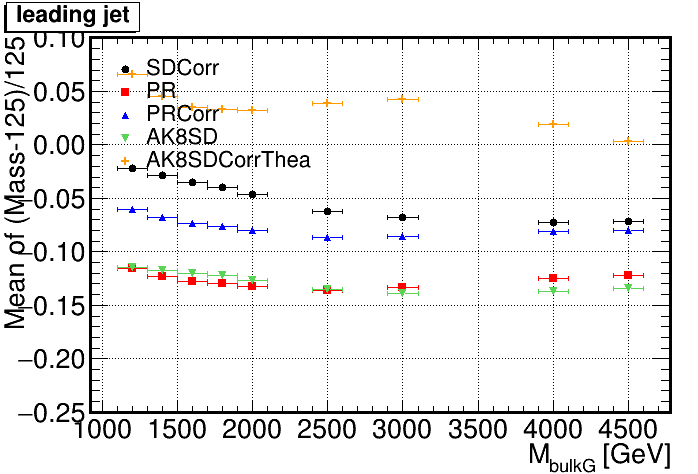 leading jet
Mean of (Mass-125)/125
0.10
0.05
0.00
−0.05
−0.10
−0.15
−0.20
−0.25
SDCorr
PR
PRCorr
AK8SD
AK8SDCorrThea
1000 1500 2000 2500 3000 3500 4000 4500
M_bulkG [GeV]